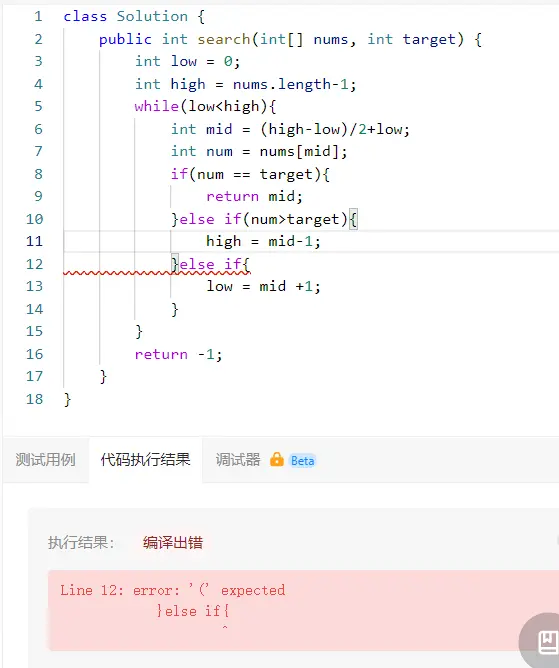 1 class Solution {
2     public int search(int[] nums, int target) {
3         int low = 0;
4         int high = nums.length-1;
5         while(low<high){
6             int mid = (high-low)/2+low;
7             int num = nums[mid];
8             if(num == target){
9                 return mid;
10             }else if(num>target){
11                 high = mid-1;
12             }else if{
13                 low = mid +1;
14             }
15         }
16         return -1;
17     }
18 }
测试用例 代码执行结果 调试器 Beta
执行结果： 编译出错
Line 12: error: '(' expected
            }else if{
                    ^